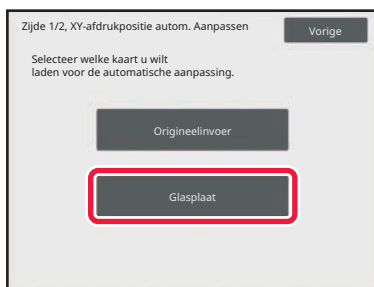 Zijde 1/2, XY-afdrukpositie autom. Aanpassen
Vorige
Selecteer welke kaart u wilt
laden voor de automatische aanpassing.
Origineelinvoer
Glasplaat